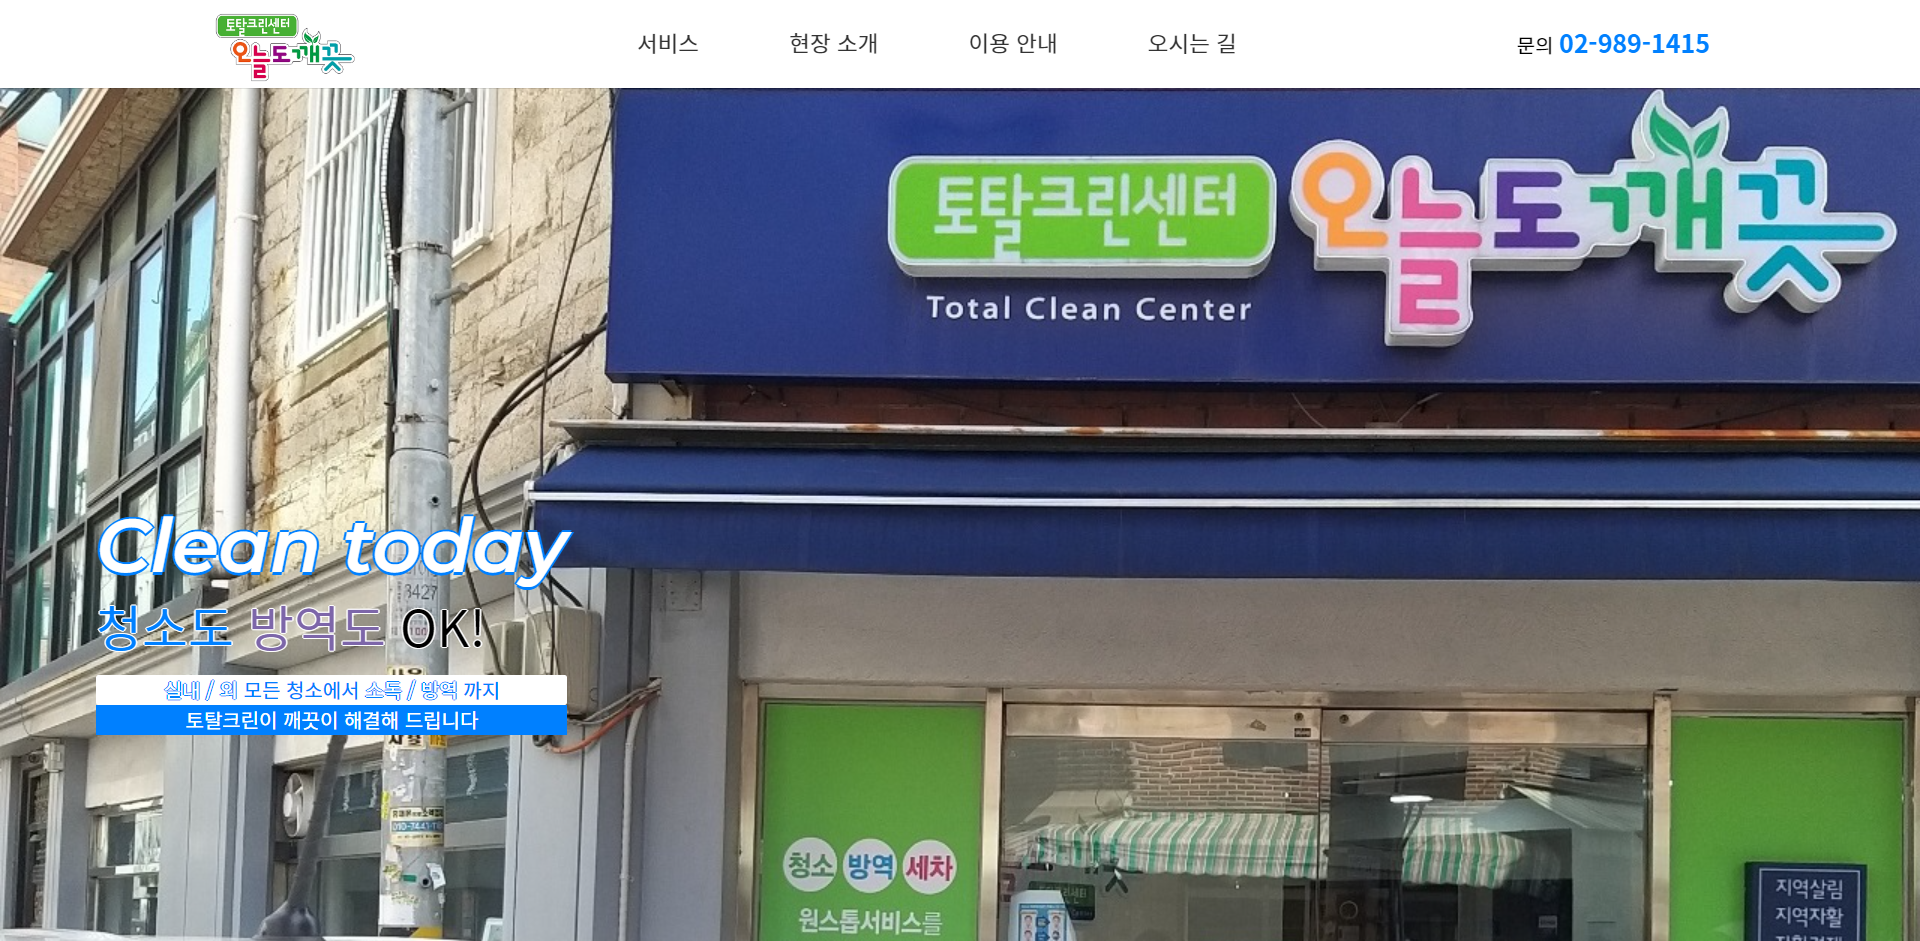 토탈크린센터
오늘도깨끗
서비스
현장 소개
이용 안내
오시는 길
문의 02-989-1415
토탈크린센터
오늘도깨끗
Total Clean Center
Clean today
청소도 방역도 OK!
실내 / 외 모든 청소에서 소독 / 방역 까지
토탈크린이 깨끗이 해결해 드립니다
청소 방역 세차
원스톱서비스를
지역살림
지역자활